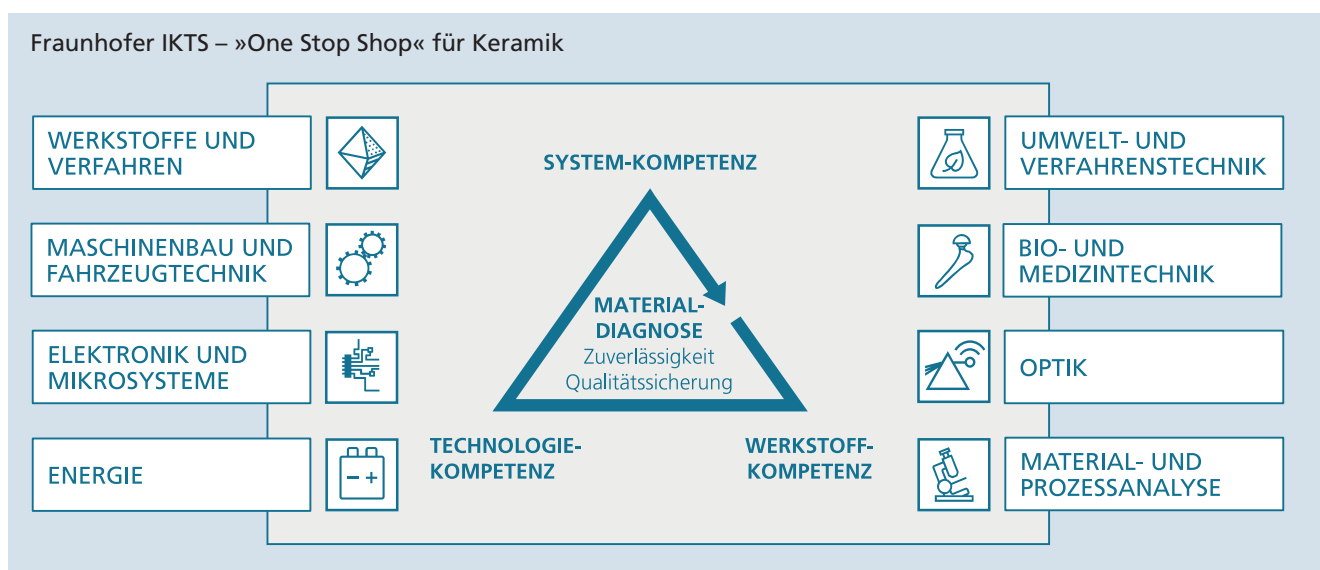 Fraunhofer IKTS – »One Stop Shop« für Keramik
WERKSTOFFE UND
VERFAHREN
MASCHINENBAU UND
FAHRZEUGTECHNIK
ELEKTRONIK UND
MIKROSYSTEME
ENERGIE
– +
SYSTEM-KOMPETENZ
MATERIAL-
DIAGNOSE
Zuverlässigkeit
Qualitätssicherung
TECHNOLOGIE-
KOMPETENZ
WERKSTOFF-
KOMPETENZ
UMWELT- UND
VERFAHRENSTECHNIK
BIO- UND
MEDIZINTECHNIK
OPTIK
MATERIAL- UND
PROZESSANALYSE